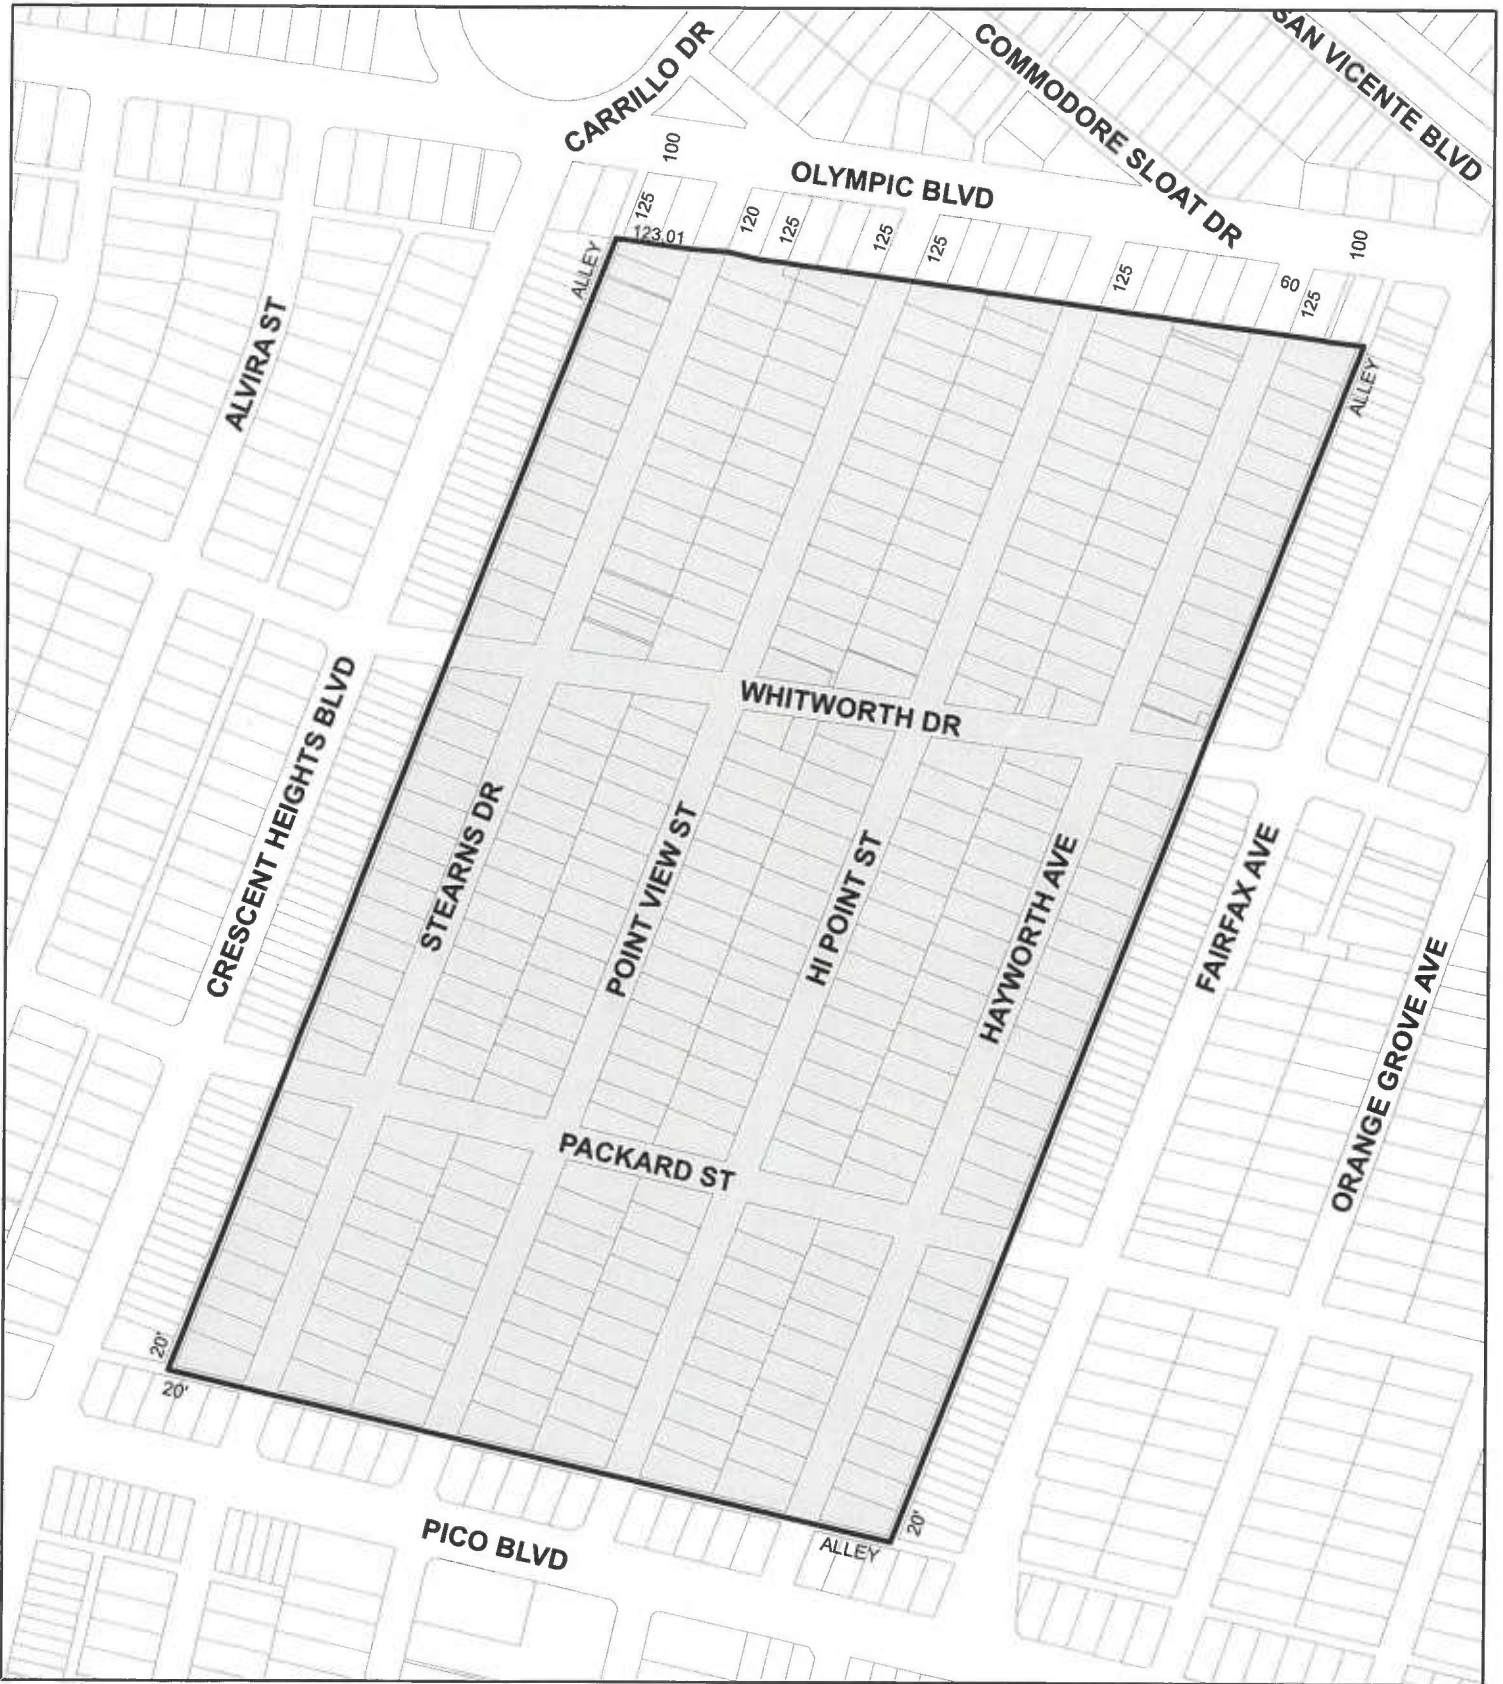 SAN VICENTE BLVD
COMMODORE SLOAT DR
CARRILLO DR
100
OLYMPIC BLVD
125
123.01
120
125
125
125
125
60
125
100
ALLEY
ALLEY
ALVIRA ST
WHITWORTH DR
CRESCENT HEIGHTS BLVD
STEARNS DR
POINT VIEW ST
HI POINT ST
HAYWORTH AVE
FAIRFAX AVE
ORANGE GROVE AVE
PACKARD ST
20'
20'
PICO BLVD
ALLEY
20'